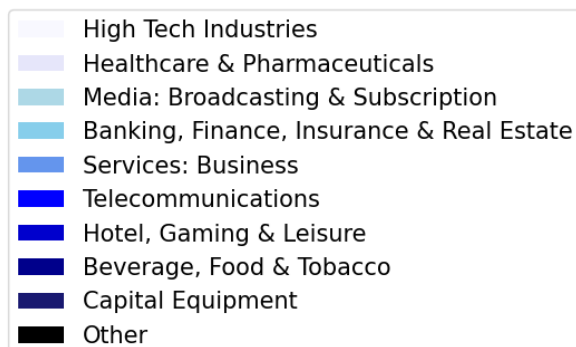 High Tech Industries
Healthcare & Pharmaceuticals
Media: Broadcasting & Subscription
Banking, Finance, Insurance & Real Estate
Services: Business
Telecommunications
Hotel, Gaming & Leisure
Beverage, Food & Tobacco
Capital Equipment
Other